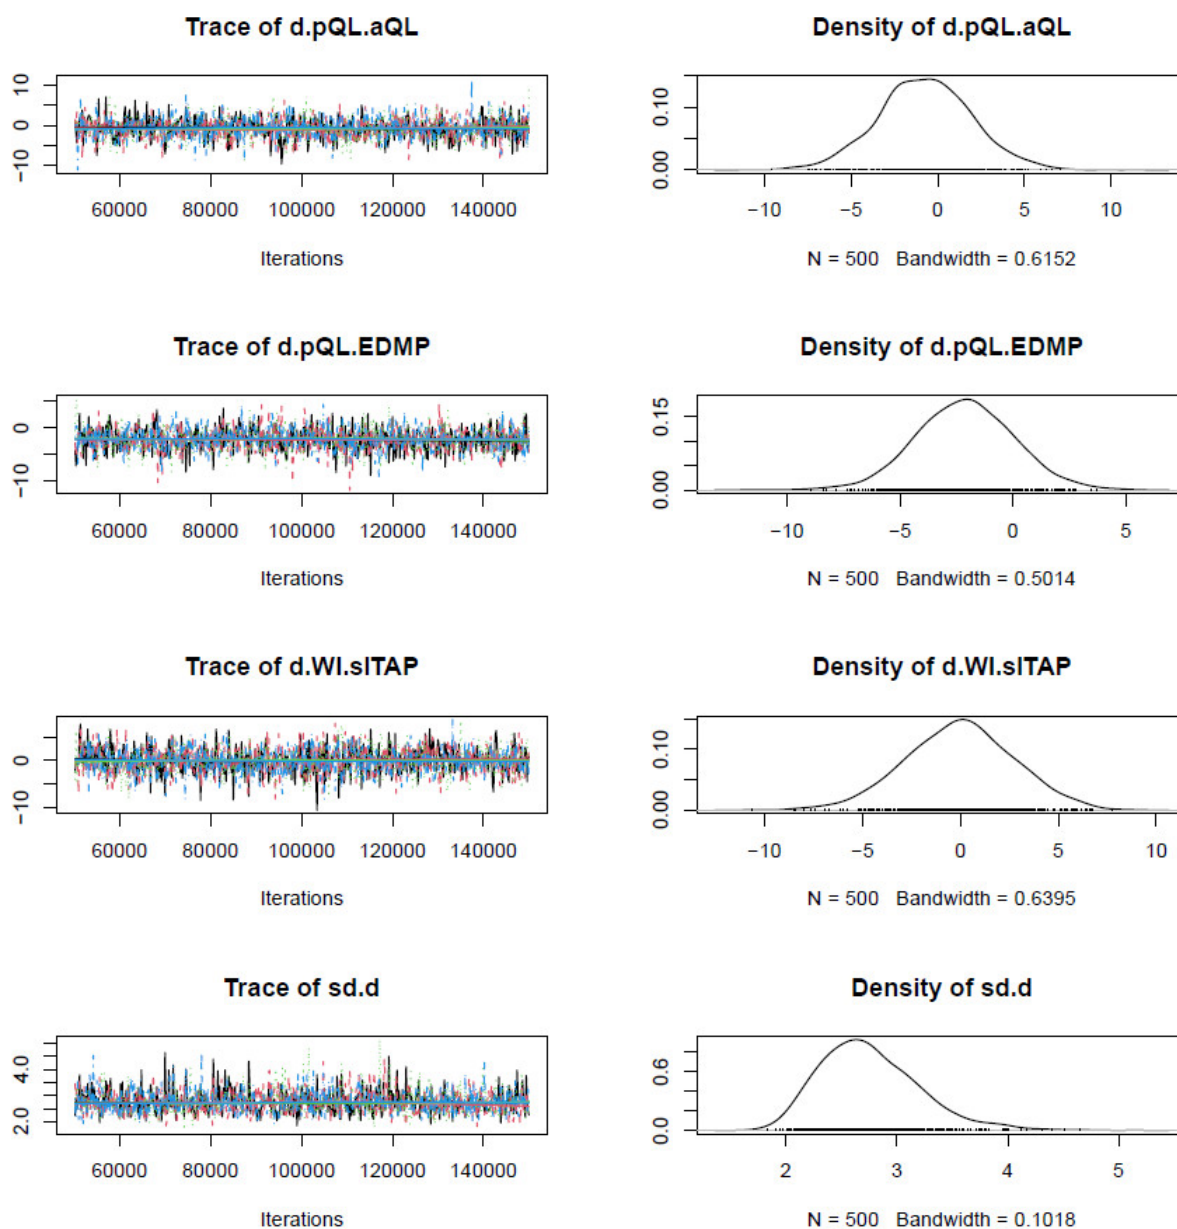 Trace of d.pQL.aQL
Density of d.pQL.aQL
10
0
−10
60000 80000 100000 120000 140000
Iterations
0.10
0.00
−10 −5 0 5 10
N = 500 Bandwidth = 0.6152
Trace of d.pQL.EDMP
Density of d.pQL.EDMP
0
−10
60000 80000 100000 120000 140000
Iterations
0.15
0.00
−10 −5 0 5
N = 500 Bandwidth = 0.5014
Trace of d.WI.sITAP
Density of d.WI.sITAP
0
−10
60000 80000 100000 120000 140000
Iterations
0.10
0.00
−10 −5 0 5 10
N = 500 Bandwidth = 0.6395
Trace of sd.d
Density of sd.d
4.0
2.0
60000 80000 100000 120000 140000
Iterations
0.6
0.0
2 3 4 5
N = 500 Bandwidth = 0.1018